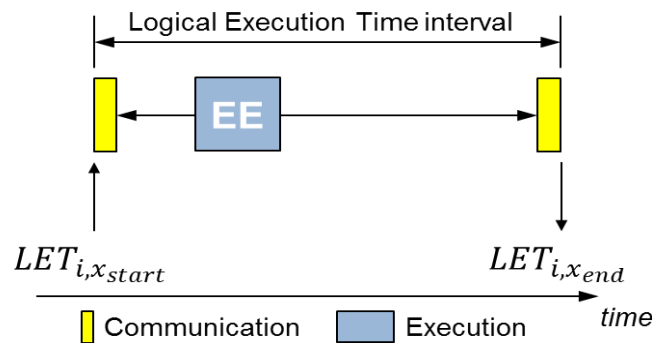 Logical Execution Time interval
EE
LET_{i,x_{start}} LET_{i,x_{end}}
time
Communication Execution